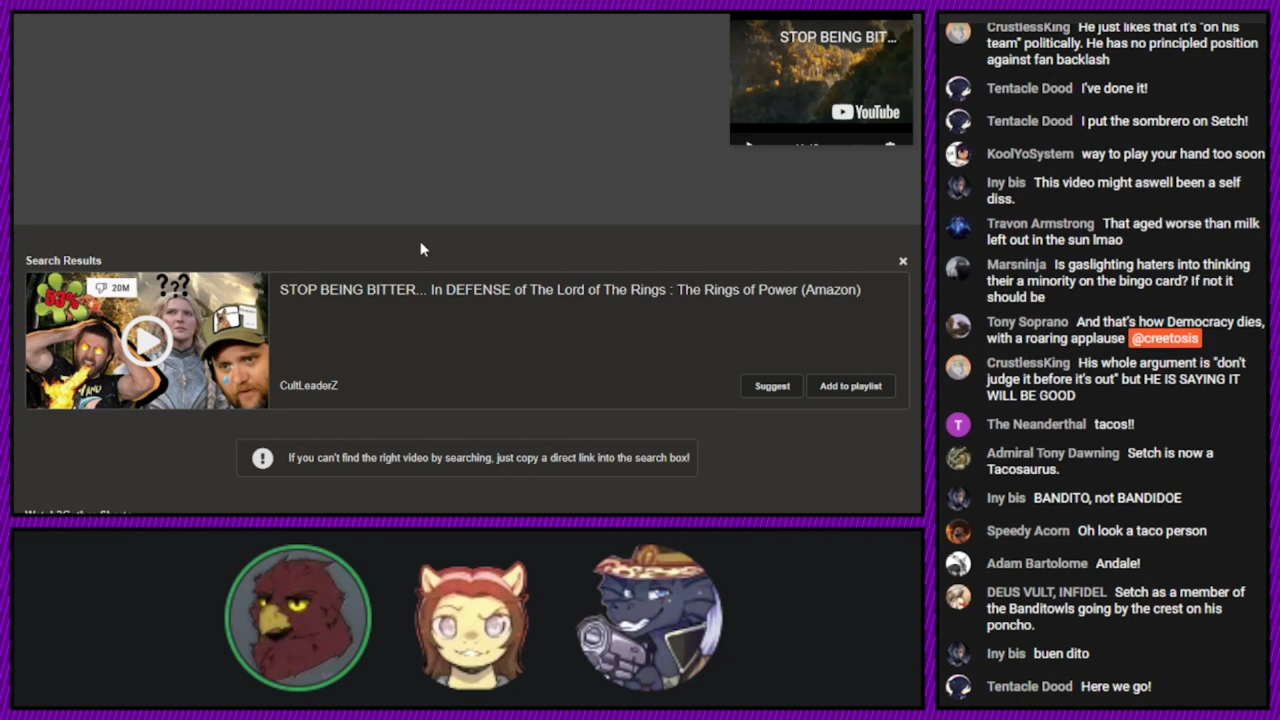 STOP BEING BIT...
YouTube
Search Results
63%
20M
???
STOP BEING BITTER... In DEFENSE of The Lord of The Rings : The Rings of Power (Amazon)
CultLeaderZ
Suggest
Add to playlist
If you can't find the right video by searching, just copy a direct link into the search box!
CrustlessKing He just likes that it's "on his
team" politically. He has no principled position
against fan backlash
Tentacle Dood I've done it!
Tentacle Dood I put the sombrero on Setch!
KoolYoSystem way to play your hand too soon
Iny bis This video might aswell been a self
diss.
Travon Armstrong That aged worse than milk
left out in the sun lmao
Marsninja Is gaslighting haters into thinking
their a minority on the bingo card? If not it
should be
Tony Soprano And that's how Democracy dies,
with a roaring applause @creetosis
CrustlessKing His whole argument is "don't
judge it before it's out" but HE IS SAYING IT
WILL BE GOOD
T
The Neanderthal tacos!!
Admiral Tony Dawning Setch is now a
Tacosaurus.
Iny bis BANDITO, not BANDIDOE
Speedy Acorn Oh look a taco person
Adam Bartolome Andale!
DEUS VULT, INFIDEL Setch as a member of
the Banditowls going by the crest on his
poncho.
Iny bis buen dito
Tentacle Dood Here we go!